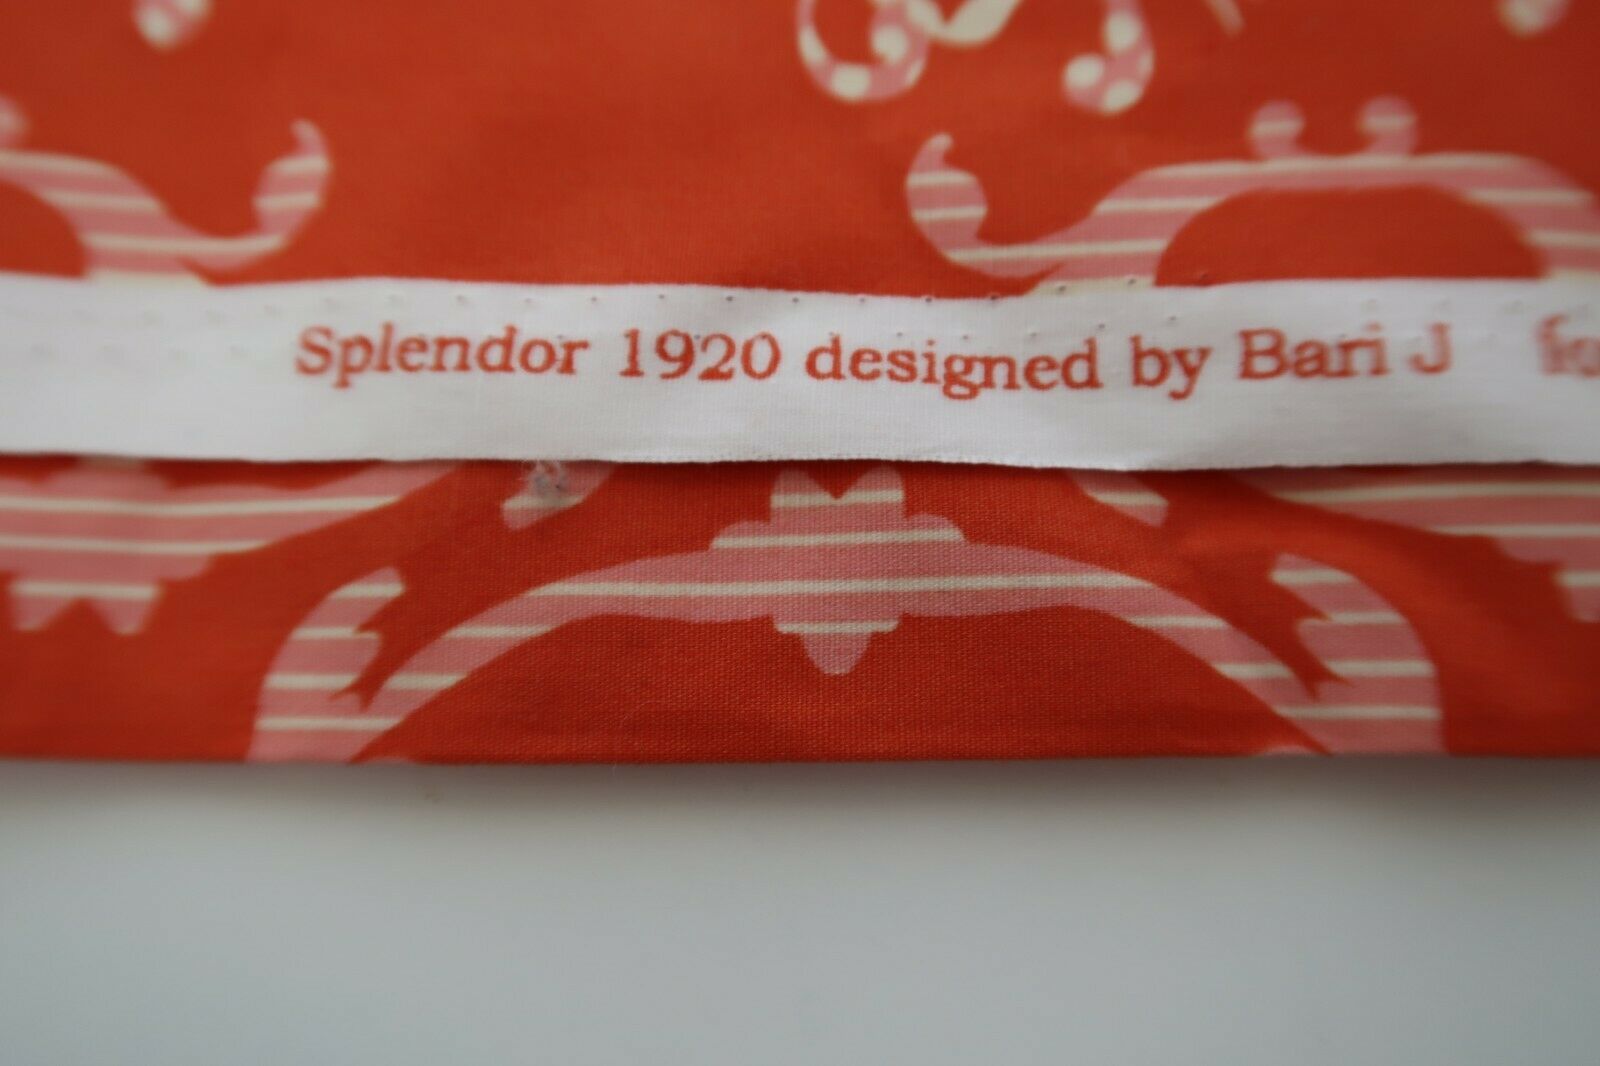 Splendor 1920 designed by Bari J